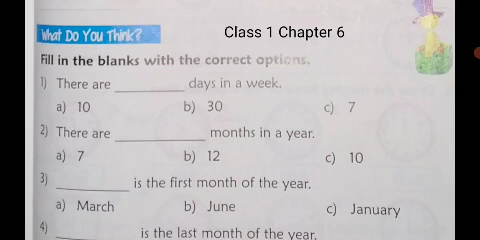 What Do You Think?
Class 1 Chapter 6
Fill in the blanks with the correct options.
1) There are ________ days in a week.
a) 10 b) 30 c) 7
2) There are __________ months in a year.
a) 7 b) 12 c) 10
3) ________ is the first month of the year.
a) March b) June c) January
4) ________ is the last month of the year.